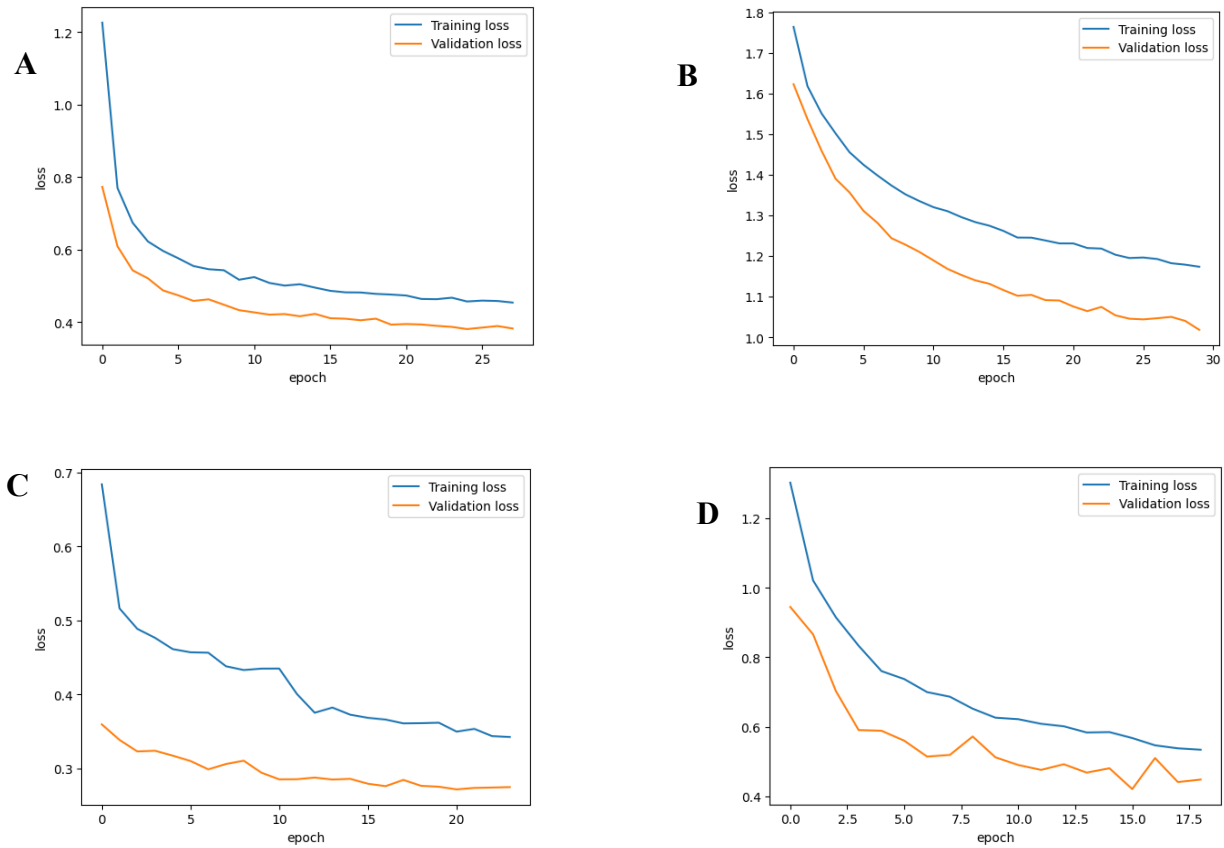 A
1.2
1.0
0.8
0.6
0.4
loss
0 5 10 15 20 25
epoch
Training loss
Validation loss
B
1.8
1.7
1.6
1.5
1.4
1.3
1.2
1.1
1.0
loss
0 5 10 15 20 25 30
epoch
Training loss
Validation loss
C
0.7
0.6
0.5
0.4
0.3
loss
0 5 10 15 20
epoch
Training loss
Validation loss
D
1.2
1.0
0.8
0.6
0.4
loss
0.0 2.5 5.0 7.5 10.0 12.5 15.0 17.5
epoch
Training loss
Validation loss